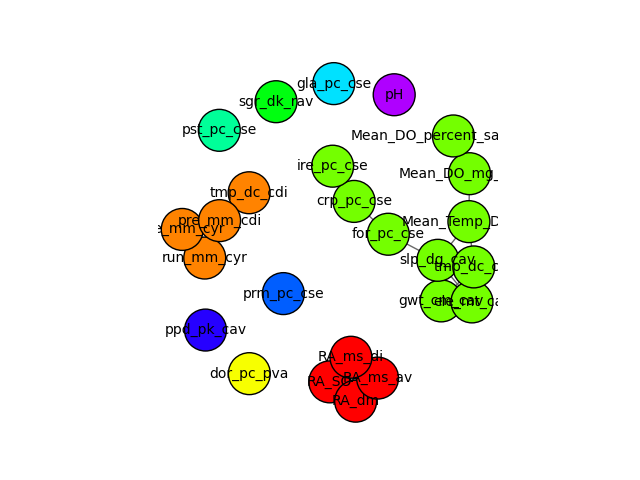 gla_pc_cse
pH
sgr_dk_rav
pst_pc_cse
Mean_DO_percent_sa
ire_pc_cse
Mean_DO_mg_
tmp_dc_cdi
crp_pc_cse
pre_mm_cdi
Mean_Temp_D
e_mm_cyr
for_pc_cse
run_mm_cyr
slp_dg_cav
tmp_dc_c
prm_pc_cse
gwt_cm_cav
ele_mt_ca
ppd_pk_cav
RA_ms_di
dor_pc_pva
RA_SD
RA_ms_av
RA_dm